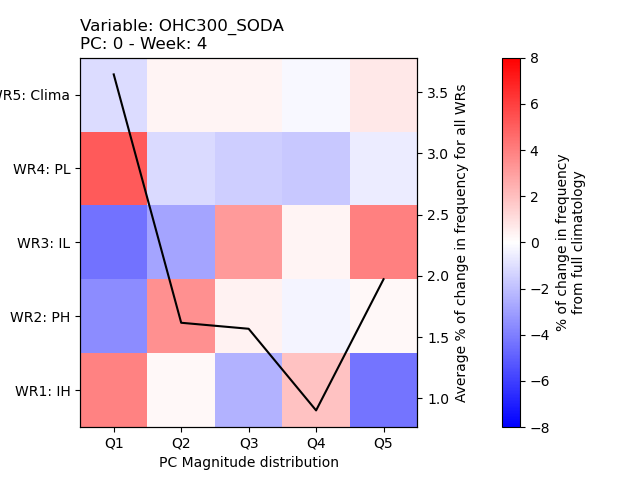 Variable: OHC300_SODA
PC: 0 - Week: 4
WR5: Clima
WR4: PL
WR3: IL
WR2: PH
WR1: IH
Q1 Q2 Q3 Q4 Q5
PC Magnitude distribution
3.5
3.0
2.5
2.0
1.5
1.0
Average % of change in frequency for all WRs
8
6
4
2
0
−2
−4
−6
−8
% of change in frequency
from full climatology